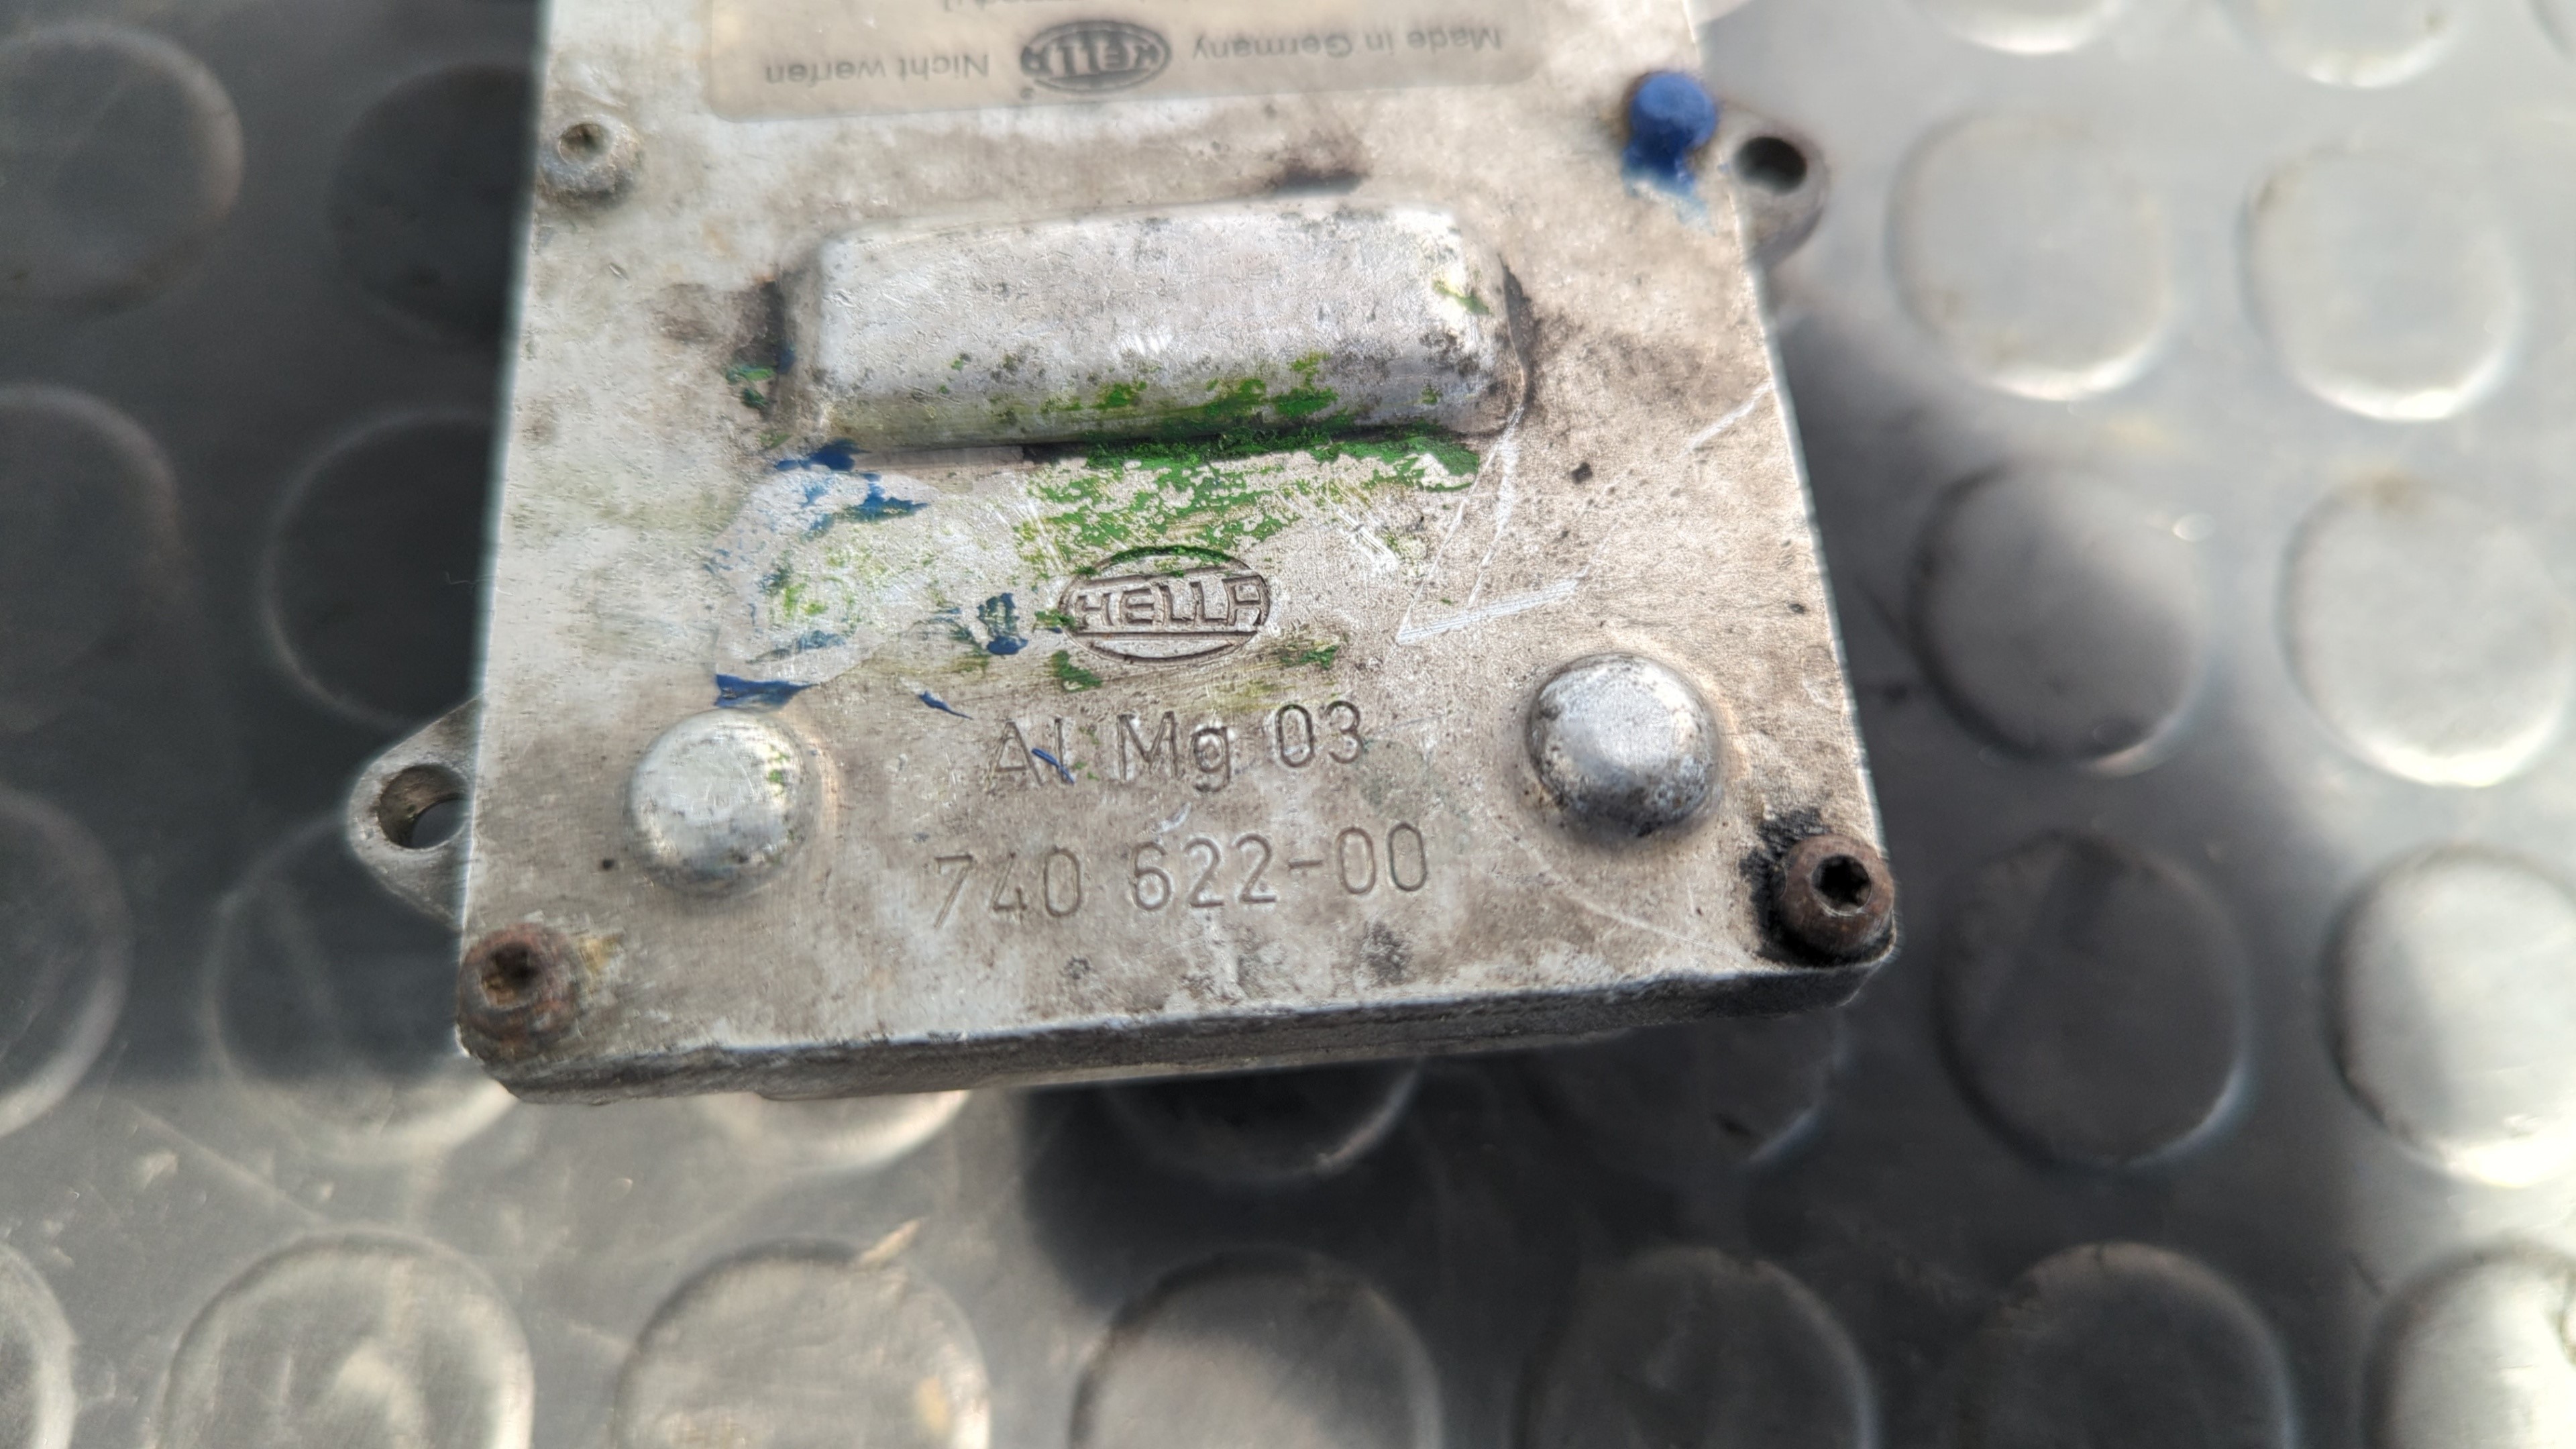 Made in Germany HELLA Nicht werfen
HELLA
Al Mg 03
740 622-00